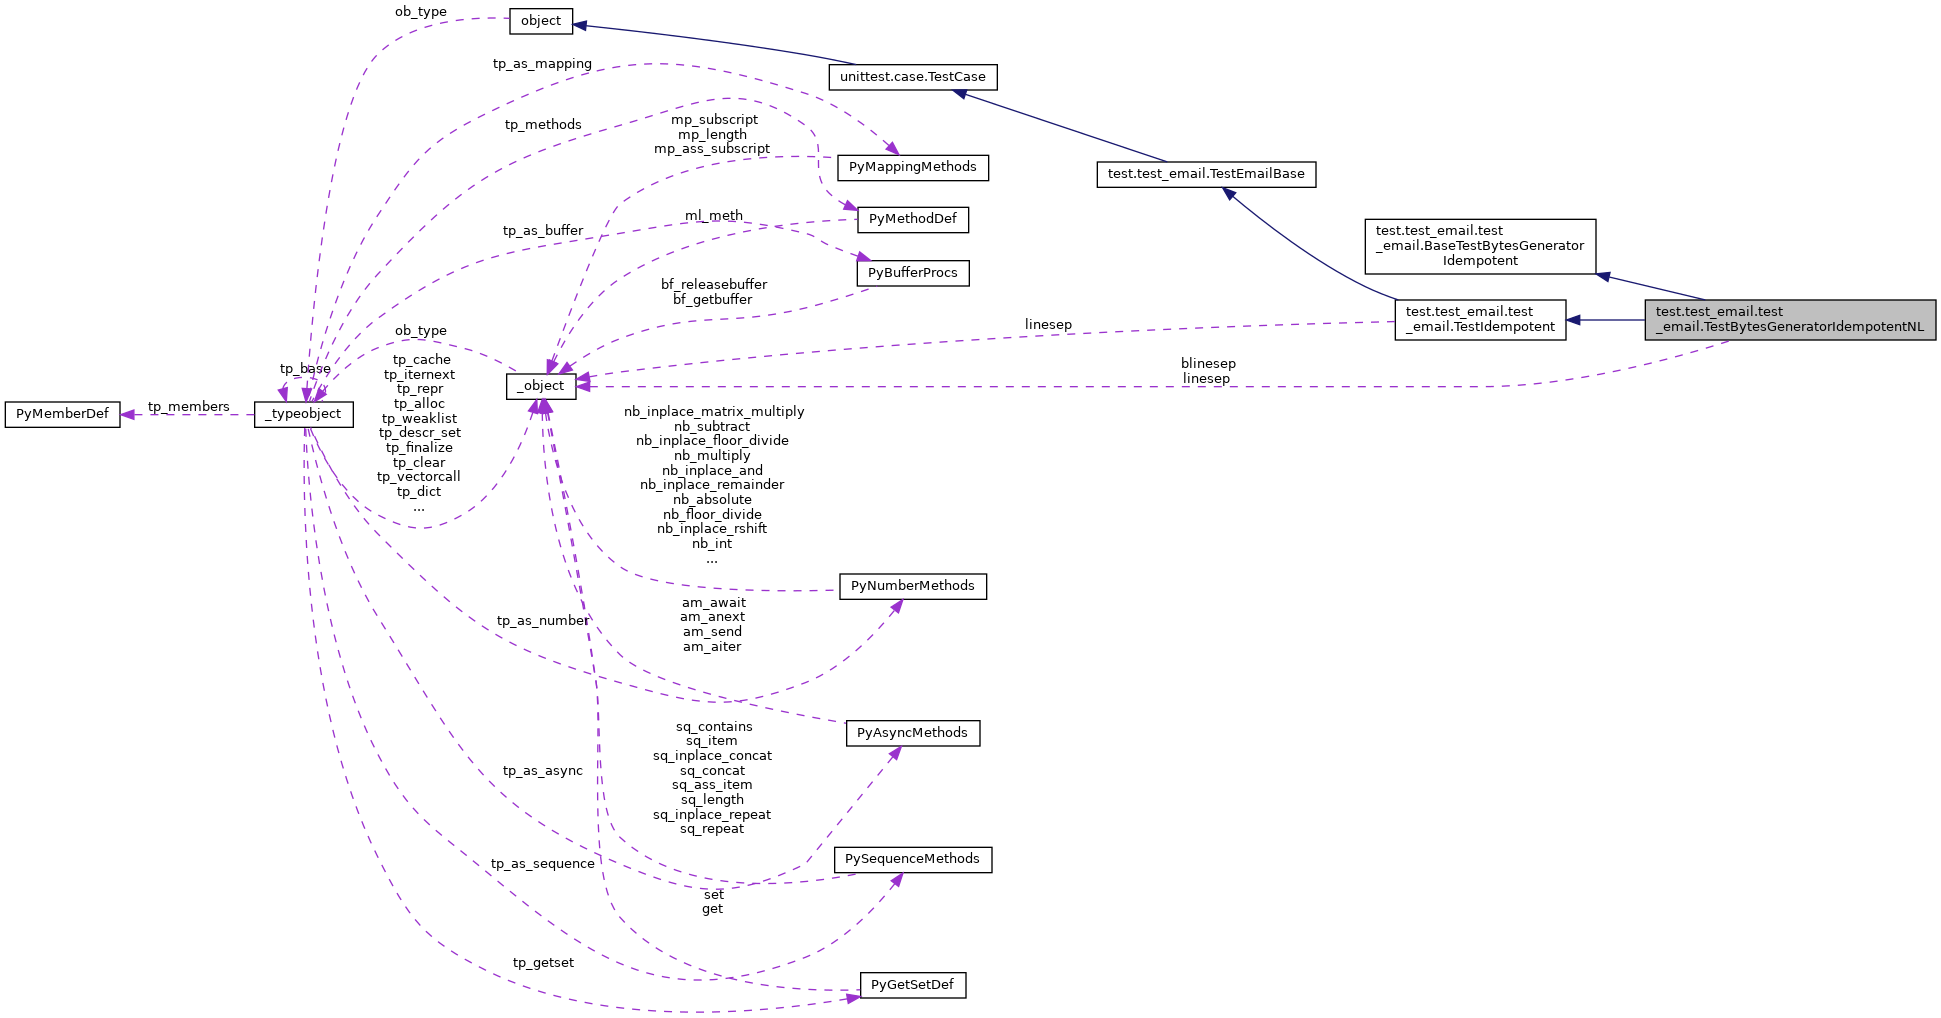 ob_type
object
tp_as_mapping
unittest.case.TestCase
tp_methods
mp_subscript
mp_length
mp_ass_subscript
PyMappingMethods
test.test_email.TestEmailBase
ml_meth
PyMethodDef
tp_as_buffer
test.test_email.test
_email.BaseTestBytesGenerator
Idempotent
PyBufferProcs
bf_releasebuffer
bf_getbuffer
test.test_email.test
_email.TestIdempotent
test.test_email.test
_email.TestBytesGeneratorIdempotentNL
linesep
ob_type
blinesep
linesep
tp_base
_object
tp_cache
tp_iternext
tp_repr
tp_alloc
tp_weaklist
tp_descr_set
tp_finalize
tp_clear
tp_vectorcall
tp_dict
...
PyMemberDef
tp_members
_typeobject
nb_inplace_matrix_multiply
nb_subtract
nb_inplace_floor_divide
nb_multiply
nb_inplace_and
nb_inplace_remainder
nb_absolute
nb_floor_divide
nb_inplace_rshift
nb_int
...
PyNumberMethods
tp_as_number
am_await
am_anext
am_send
am_aiter
PyAsyncMethods
tp_as_async
sq_contains
sq_item
sq_inplace_concat
sq_concat
sq_ass_item
sq_length
sq_inplace_repeat
sq_repeat
PySequenceMethods
tp_as_sequence
set
get
tp_getset
PyGetSetDef